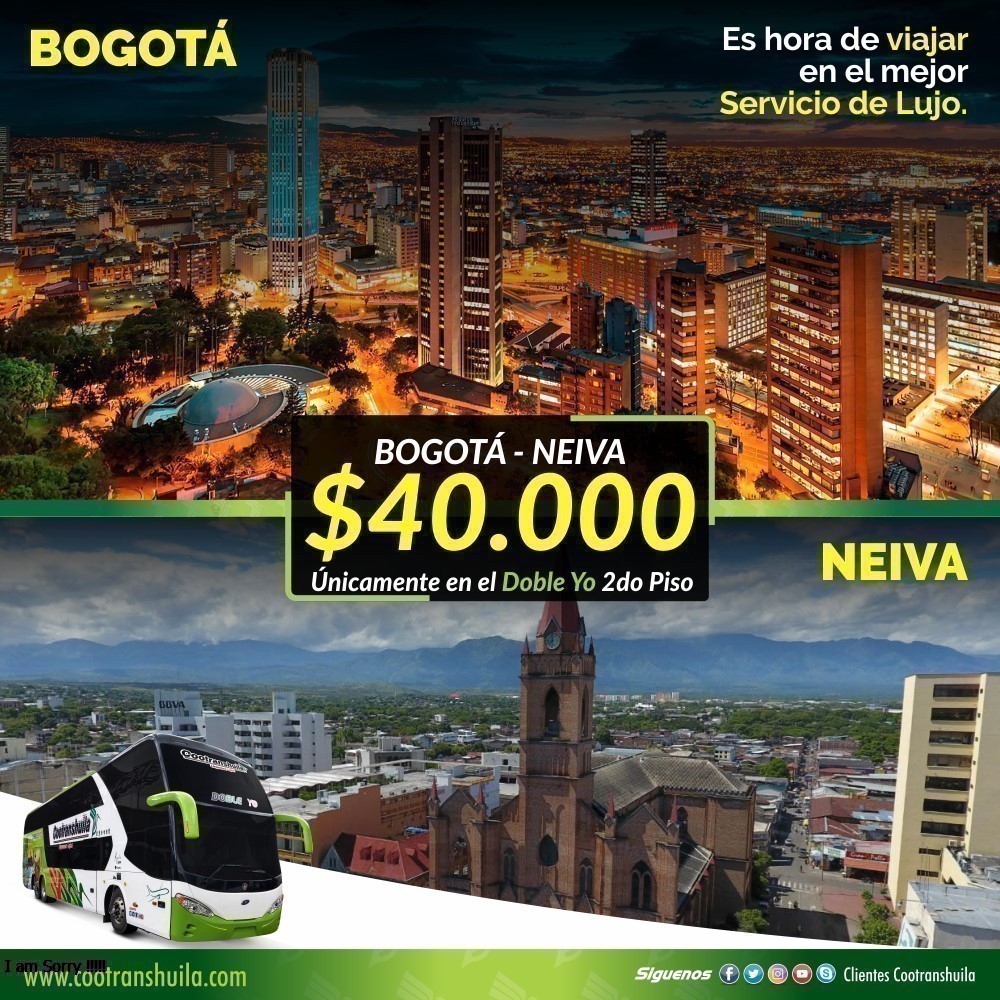 BOGOTÁ
Es hora de viajar
en el mejor
Servicio de Lujo.
BOGOTÁ - NEIVA
$40.000
Únicamente en el Doble Yo 2do Piso
NEIVA
BBVA
Cootranshuila
DOBLE YO
Cootranshuila
I am Sorry !!!!!
www.cootranshuila.com
Síguenos
Clientes Cootranshuila